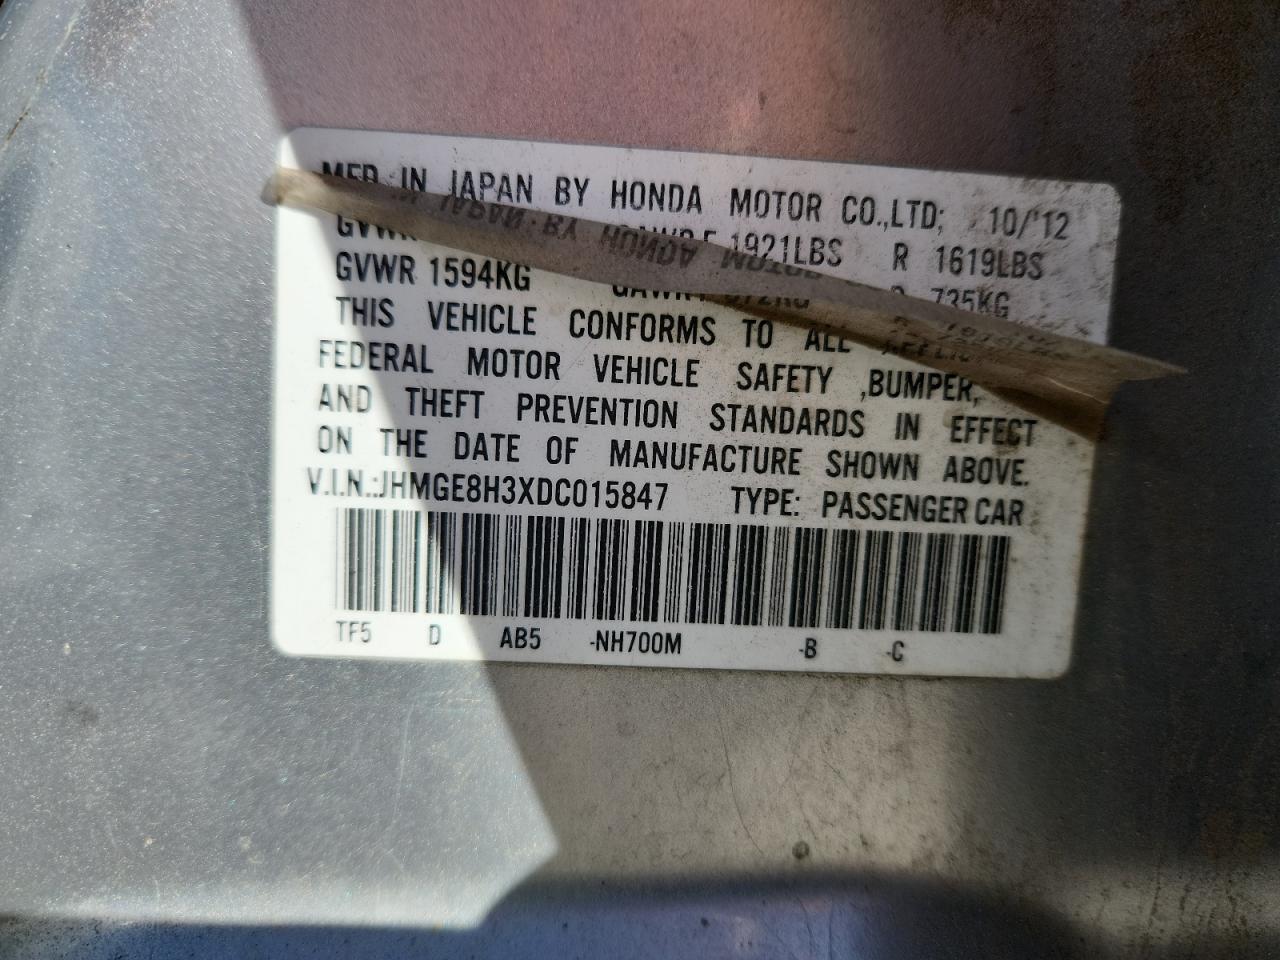 MFD. IN JAPAN BY HONDA MOTOR CO.,LTD; 10/'12
GVWR 1921LBS R 1619LBS
GVWR 1594KG 735KG
THIS VEHICLE CONFORMS TO ALL
FEDERAL MOTOR VEHICLE SAFETY ,BUMPER,
AND THEFT PREVENTION STANDARDS IN EFFECT
ON THE DATE OF MANUFACTURE SHOWN ABOVE.
V.I.N.:JHMGE8H3XDC015847 TYPE: PASSENGER CAR
TF5 D AB5 -NH700M -B -C